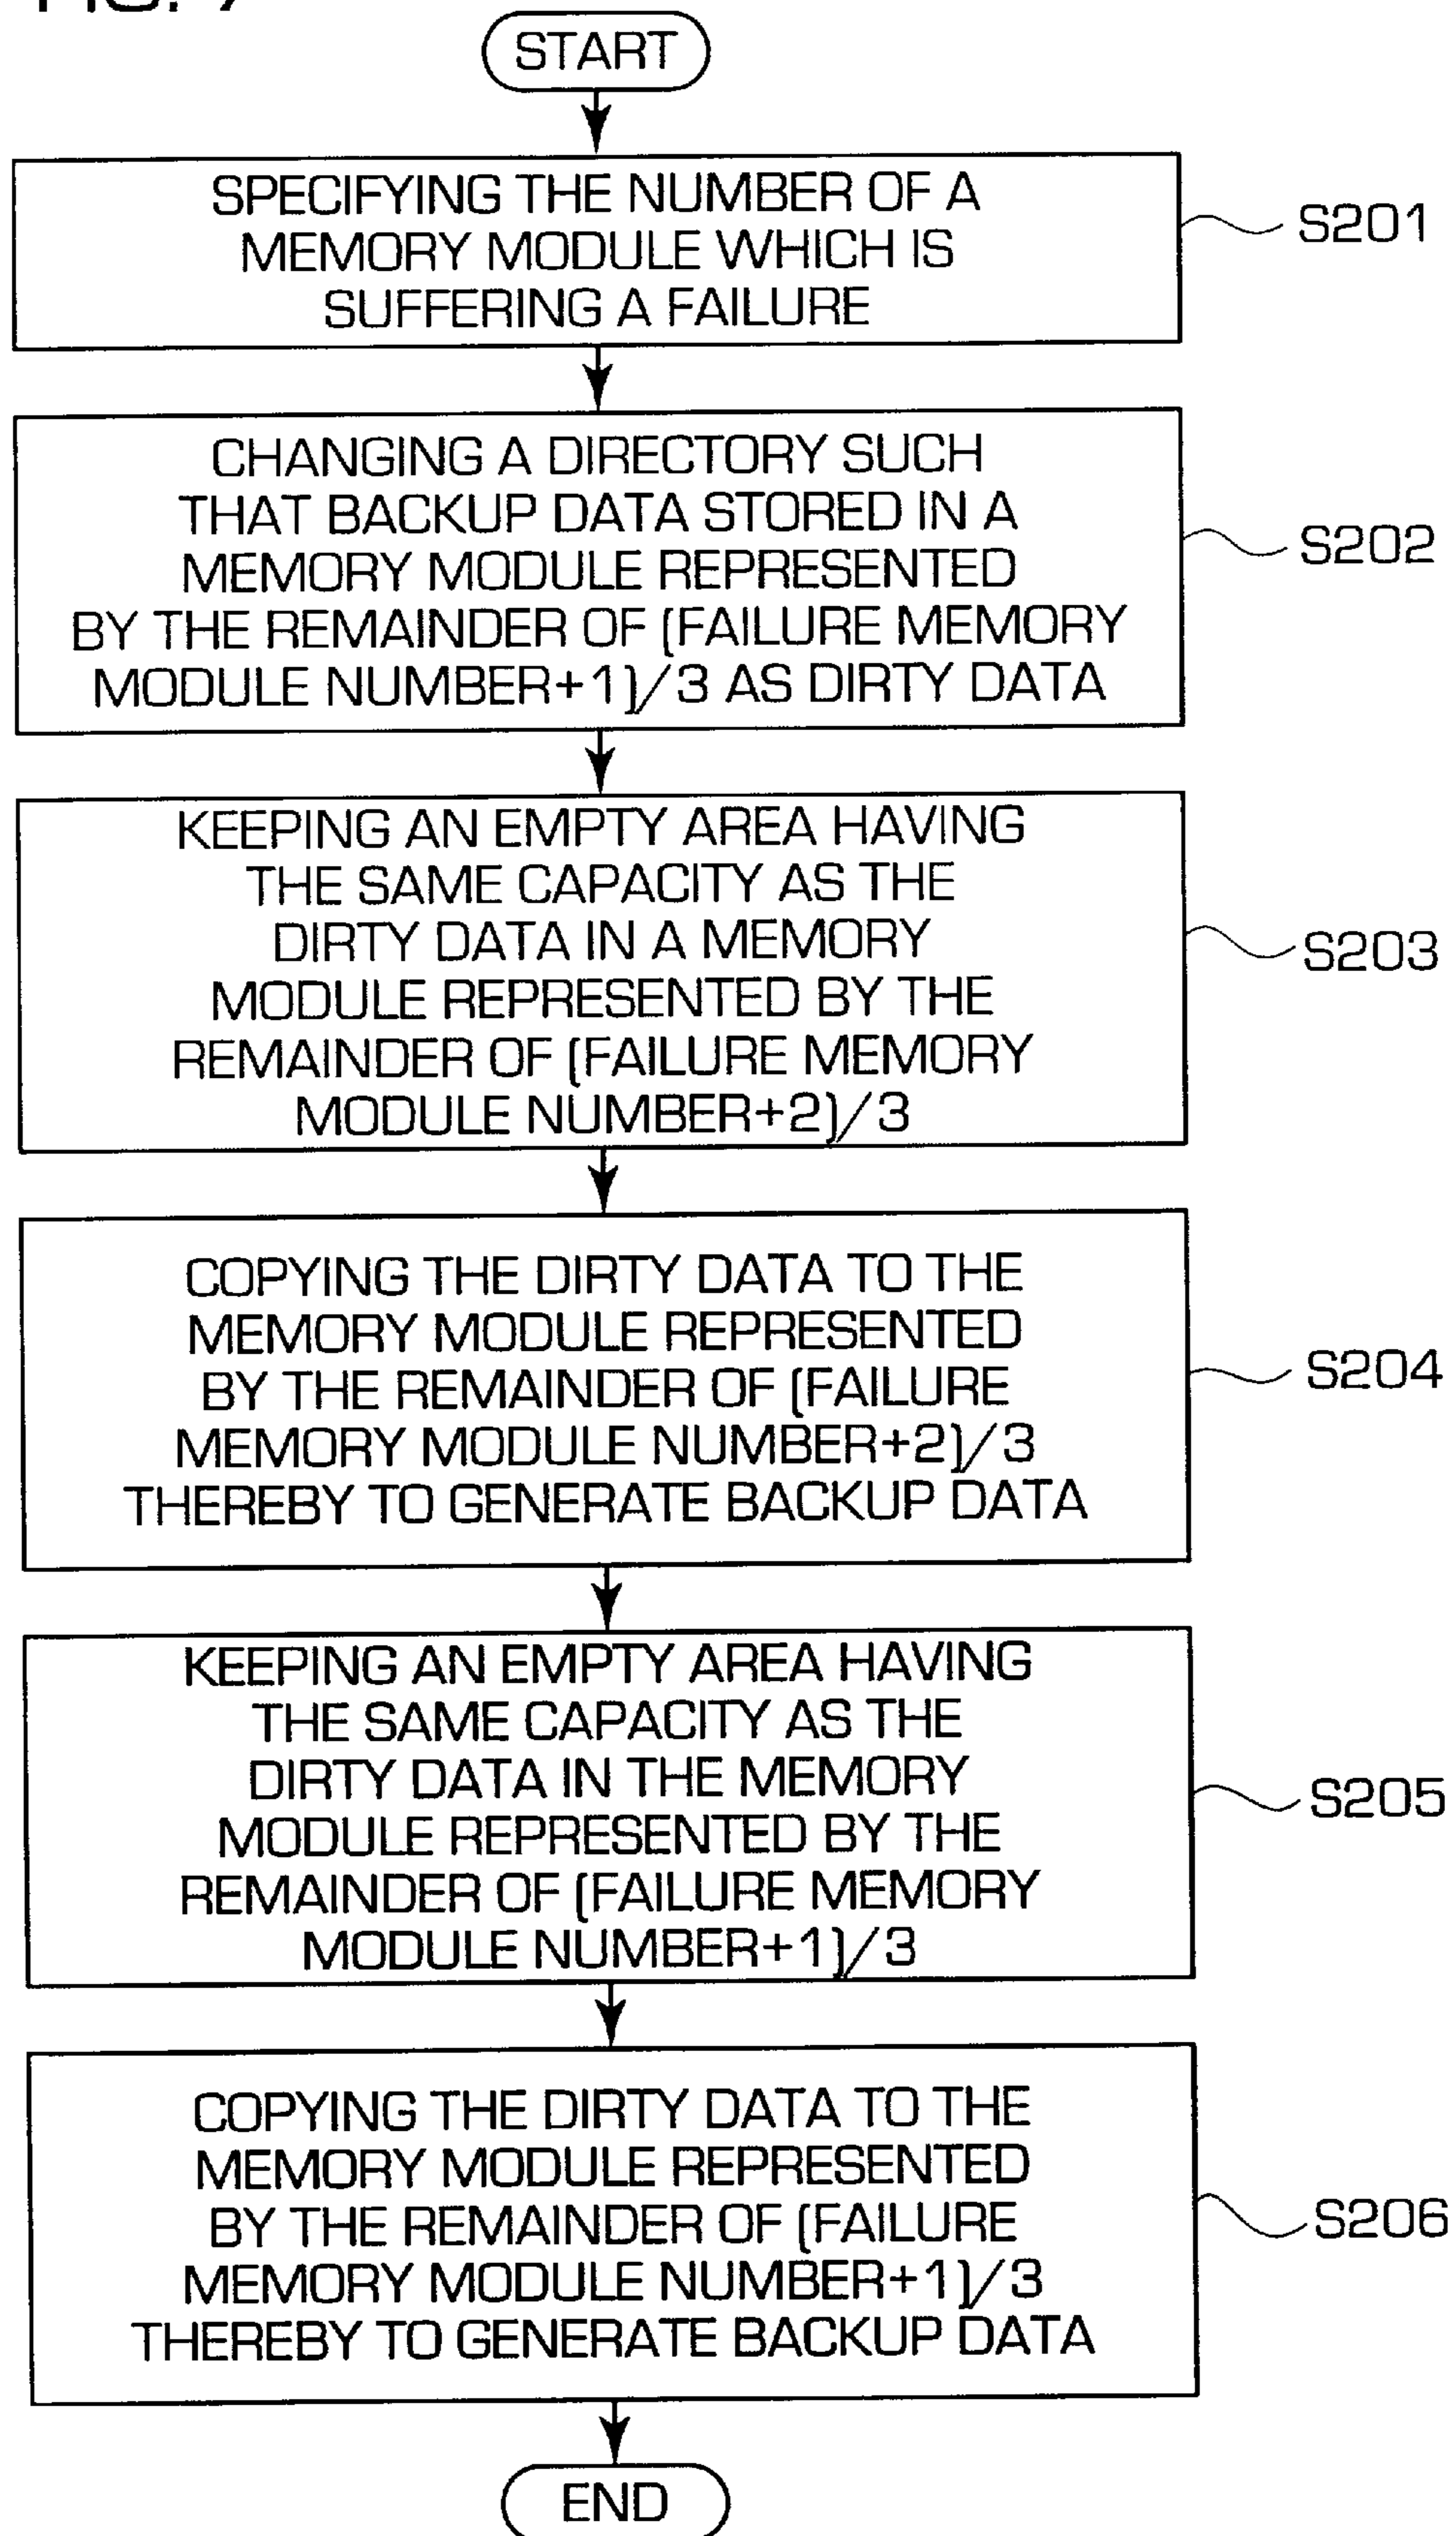 START
SPECIFYING THE NUMBER OF A
MEMORY MODULE WHICH IS
SUFFERING A FAILURE
S201
CHANGING A DIRECTORY SUCH
THAT BACKUP DATA STORED IN A
MEMORY MODULE REPRESENTED
BY THE REMAINDER OF (FAILURE MEMORY
MODULE NUMBER+1)/3 AS DIRTY DATA
S202
KEEPING AN EMPTY AREA HAVING
THE SAME CAPACITY AS THE
DIRTY DATA IN A MEMORY
MODULE REPRESENTED BY THE
REMAINDER OF (FAILURE MEMORY
MODULE NUMBER+2)/3
S203
COPYING THE DIRTY DATA TO THE
MEMORY MODULE REPRESENTED
BY THE REMAINDER OF (FAILURE
MEMORY MODULE NUMBER+2)/3
THEREBY TO GENERATE BACKUP DATA
S204
KEEPING AN EMPTY AREA HAVING
THE SAME CAPACITY AS THE
DIRTY DATA IN THE MEMORY
MODULE REPRESENTED BY THE
REMAINDER OF (FAILURE MEMORY
MODULE NUMBER+1)/3
S205
COPYING THE DIRTY DATA TO THE
MEMORY MODULE REPRESENTED
BY THE REMAINDER OF (FAILURE
MEMORY MODULE NUMBER+1)/3
THEREBY TO GENERATE BACKUP DATA
S206
END